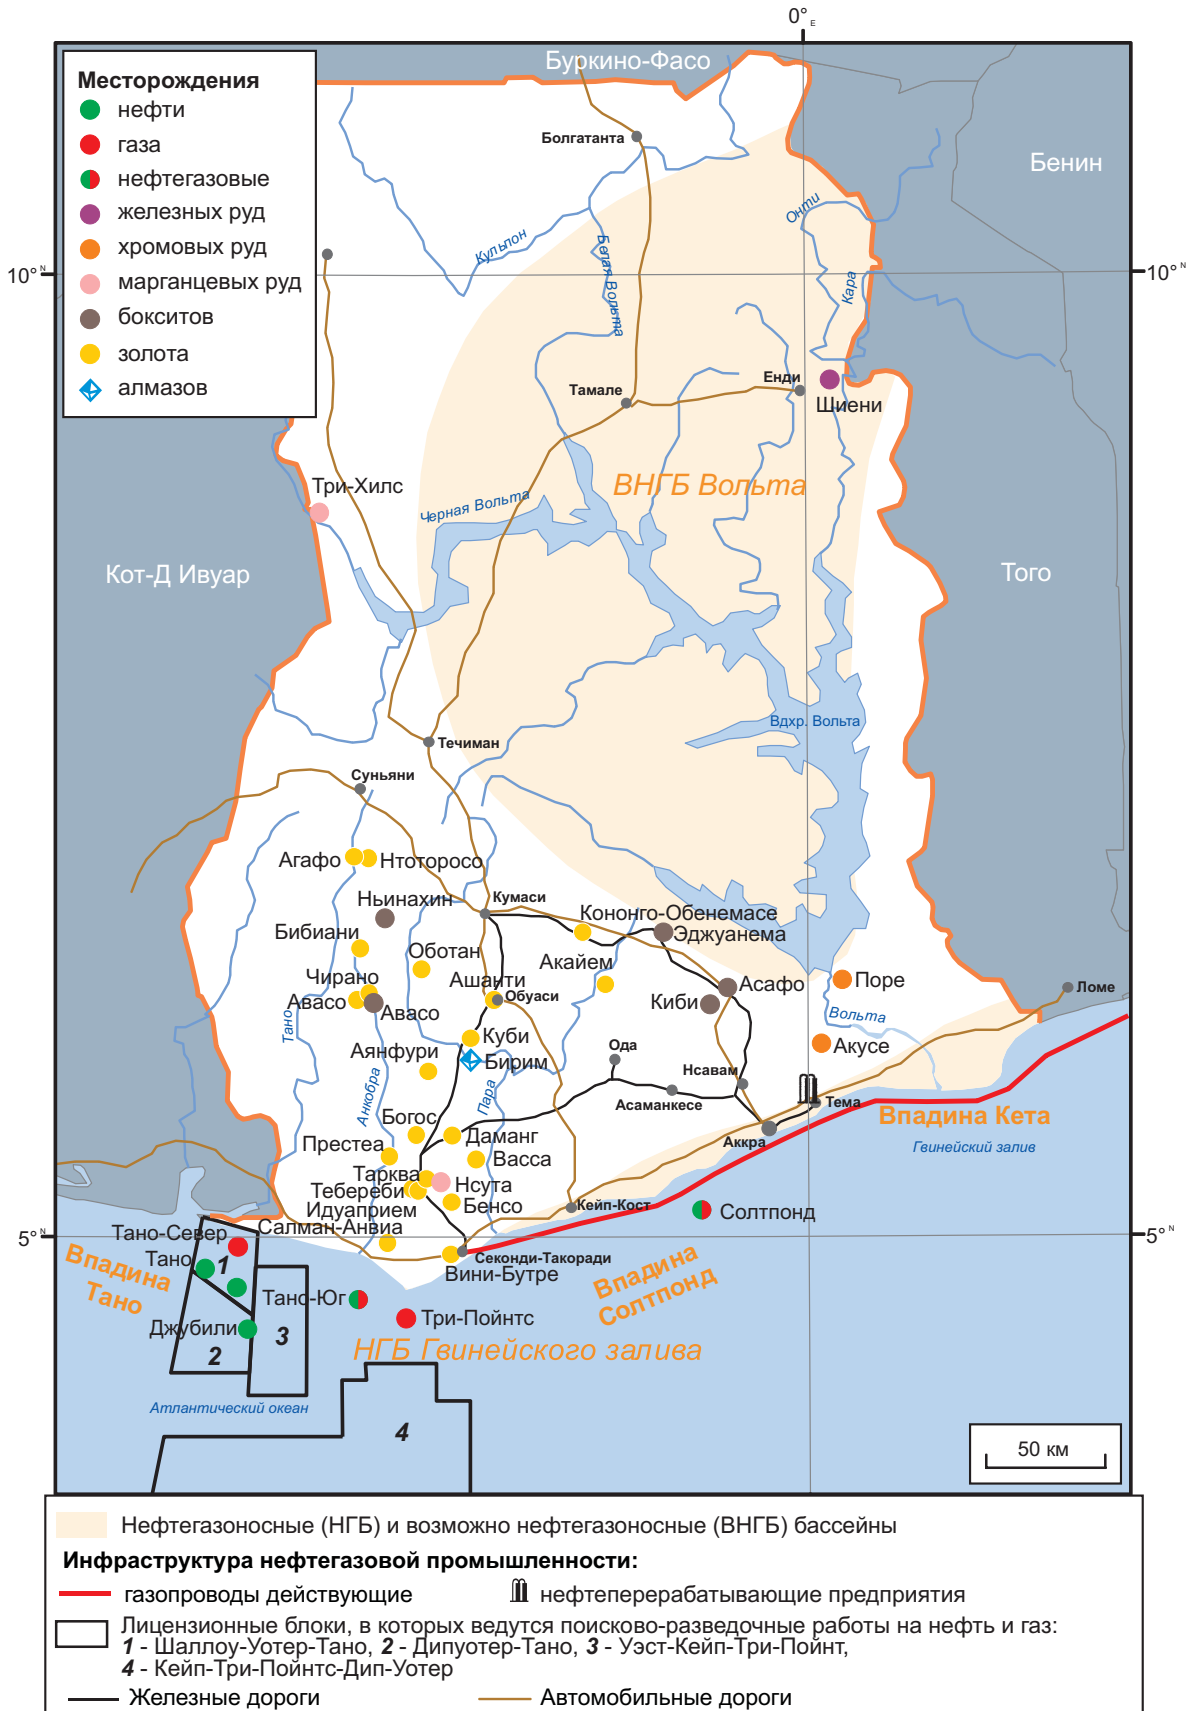 0° E
Буркино-Фасо
Месторождения
нефти
газа
нефтегазовые
железных руд
хромовых руд
марганцевых руд
бокситов
золота
алмазов
Болгатанта
Бенин
Онти
Кульпон
Белая Вольта
Кара
10° N
10° N
Тамале
Енди
Шиени
Три-Хилс
ВНГБ Вольта
Черная Вольта
Кот-Д Ивуар
Того
Вдхр. Вольта
Течиман
Суньяни
Агафо
Нтоторосо
Ньинахин
Кумаси
Кононго-Обенемасе
Эджуанема
Бибиани
Оботан
Акайем
Чирано
Ашанти
Асафо
Поре
Ломе
Авасо
Авасо
Обуаси
Киби
Вольта
Тано
Куби
Акусе
Аянфури
Бирим
Ода
Нсавам
Анкобра
Пара
Асаманкесе
Тема
Впадина Кета
Богос
Даманг
Аккра
Гвинейский залив
Престеа
Васса
Тарква
Нсута
Тебереби
Бенсо
Кейп-Кост
Идуаприем
Солтпонд
Тано-Север
Салман-Анвиа
5° N
5° N
Впадина
Тано
Тано
1
Секонди-Такоради
Вини-Бутре
Впадина
Солтпонд
Тано-Юг
Три-Пойнтс
Джубили
3
2
НГБ Гвинейского залива
Атлантический океан
4
50 км
Нефтегазоносные (НГБ) и возможно нефтегазоносные (ВНГБ) бассейны
Инфраструктура нефтегазовой промышленности:
газопроводы действующие
нефтеперерабатывающие предприятия
Лицензионные блоки, в которых ведутся поисково-разведочные работы на нефть и газ:
1 - Шаллоу-Уотер-Тано, 2 - Дипуотер-Тано, 3 - Уэст-Кейп-Три-Пойнт,
4 - Кейп-Три-Пойнтс-Дип-Уотер
Железные дороги
Автомобильные дороги